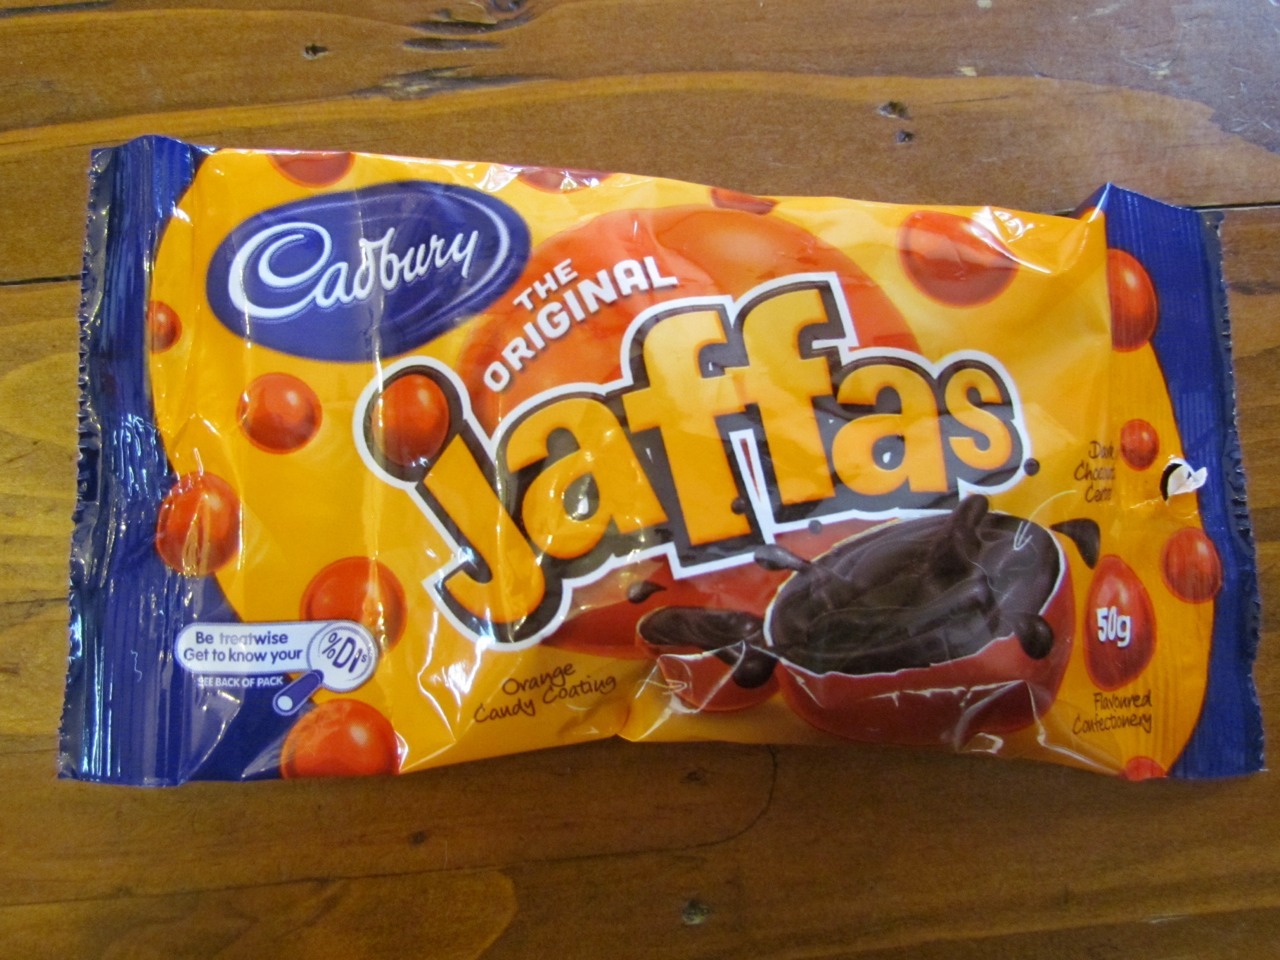 Cadbury
THE
ORIGINAL
jaffas
Dark
Be treatwise
Get to know your
%DI's
SEE BACK OF PACK
Orange
Candy Coating
50g
Flavoured
Confectionery